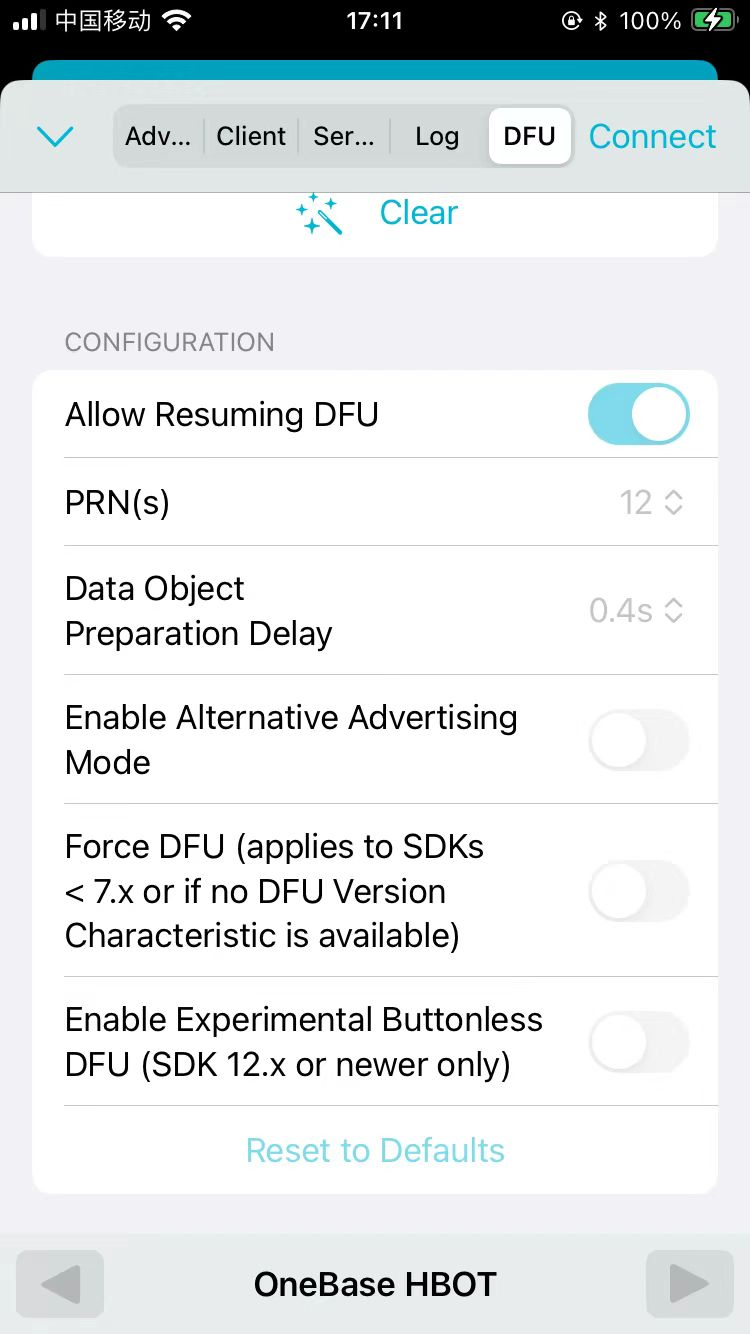 中国移动 17:11 100%
Adv... Client Ser... Log DFU Connect
Clear
CONFIGURATION
Allow Resuming DFU
PRN(s) 12
Data Object
Preparation Delay 0.4s
Enable Alternative Advertising
Mode
Force DFU (applies to SDKs
< 7.x or if no DFU Version
Characteristic is available)
Enable Experimental Buttonless
DFU (SDK 12.x or newer only)
Reset to Defaults
OneBase HBOT